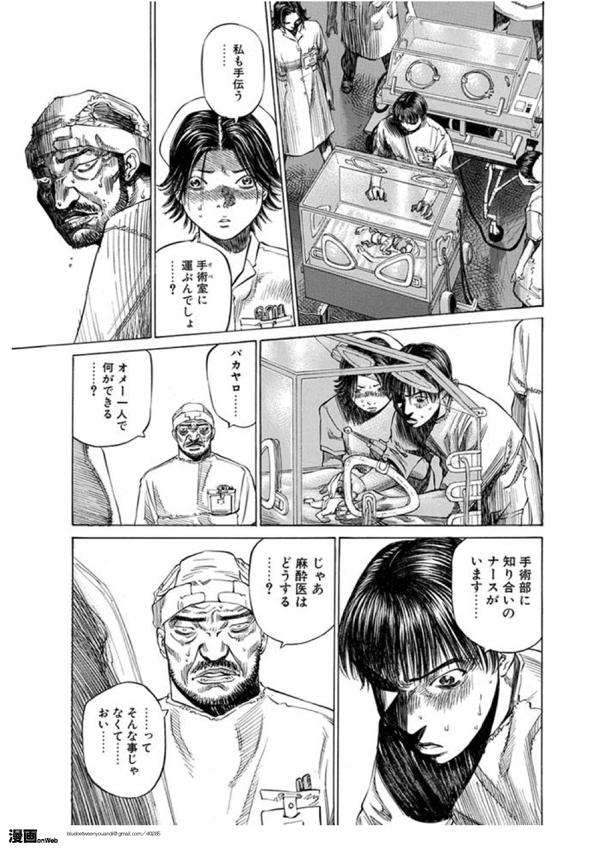 私も手伝う
……
手術室に
運ぶんでしょ
……?
バカヤロ……
オメー一人で
何ができる
……?
手術部に
知り合いの
ナースが
います……
じゃあ
麻酔医は
どうする
……?
……って
そんな事じゃ
なくて……
おい……
漫画onWeb
bluebetweenyouandi@gmail.com/40285